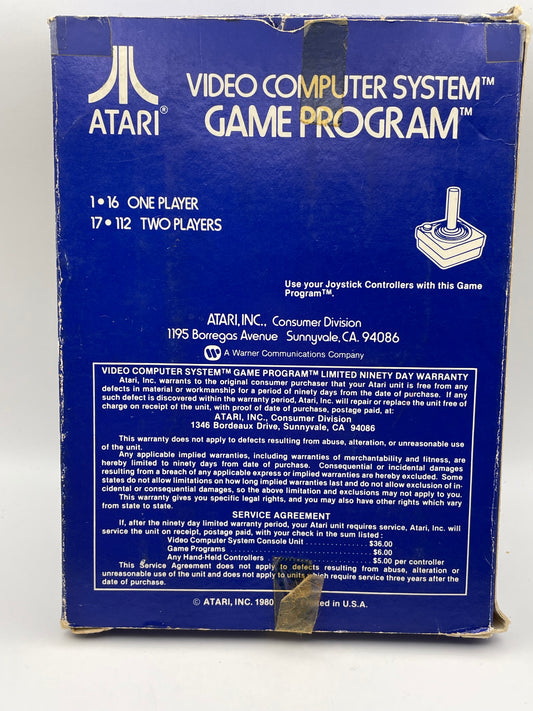 VIDEO COMPUTER SYSTEM™
GAME PROGRAM™
ATARI®
1•16 ONE PLAYER
17•112 TWO PLAYERS
Use your Joystick Controllers with this Game
Program™.
ATARI, INC., Consumer Division
1195 Borregas Avenue Sunnyvale, CA. 94086
A Warner Communications Company
VIDEO COMPUTER SYSTEM™ GAME PROGRAM™ LIMITED NINETY DAY WARRANTY
Atari, Inc. warrants to the original consumer purchaser that your Atari unit is free from any
defects in material or workmanship for a period of ninety days from the date of purchase. If any
such defect is discovered within the warranty period, Atari, Inc. will repair or replace the unit free of
charge on receipt of the unit, with proof of date of purchase, postage paid, at:
ATARI, INC., Consumer Division
1346 Bordeaux Drive, Sunnyvale, CA 94086
This warranty does not apply to defects resulting from abuse, alteration, or unreasonable use
of the unit.
Any applicable implied warranties, including warranties of merchantability and fitness, are
hereby limited to ninety days from date of purchase. Consequential or incidental damages
resulting from a breach of any applicable express or implied warranties are hereby excluded. Some
states do not allow limitations on how long implied warranties last and do not allow exclusion of in-
cidental or consequential damages, so the above limitation and exclusions may not apply to you.
This warranty gives you specific legal rights, and you may also have other rights which vary
from state to state.
SERVICE AGREEMENT
If, after the ninety day limited warranty period, your Atari unit requires service, Atari, Inc. will
service the unit on receipt, postage paid, with your check in the sum listed :
Video Computer System Console Unit . . . . . . . . . . . . . . . $36.00
Game Programs . . . . . . . . . . . . . . . . . . . . . . . . . . . . . $6.00
Any Hand-Held Controllers . . . . . . . . . . . . . . . . . . . . . $5.00 per controller
This Service Agreement does not apply to defects resulting from abuse, alteration or
unreasonable use of the unit and does not apply to units which require service three years after the
date of purchase.
© ATARI, INC. 1980 in U.S.A.